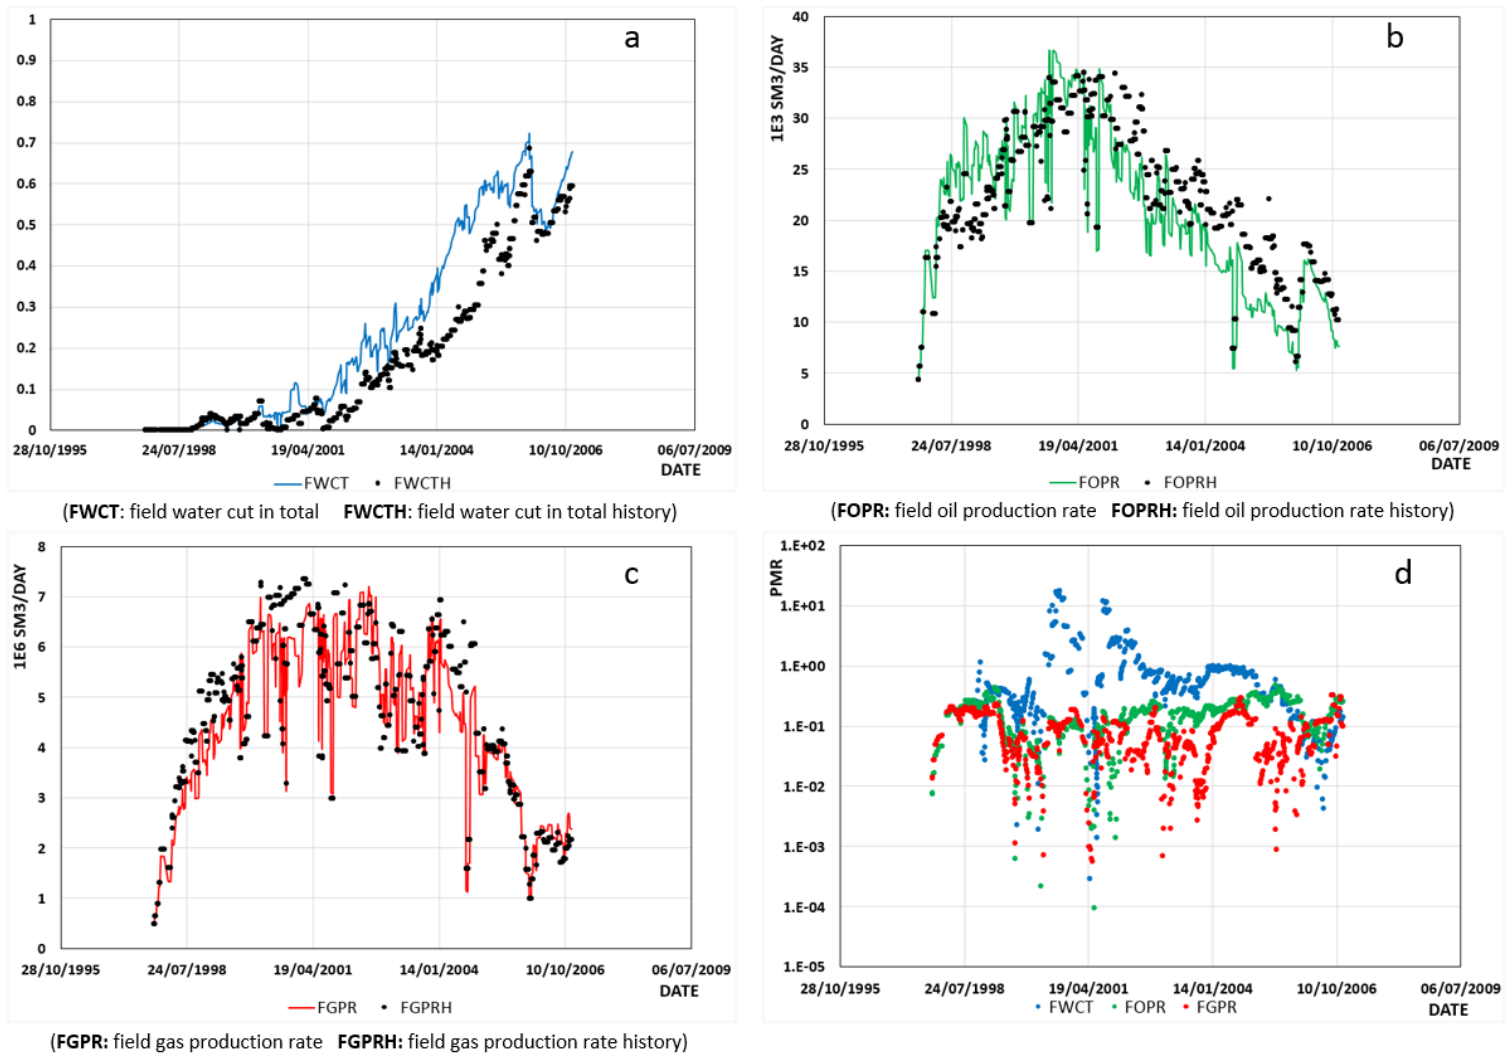 a
1
0.9
0.8
0.7
0.6
0.5
0.4
0.3
0.2
0.1
0
28/10/1995 24/07/1998 19/04/2001 14/01/2004 10/10/2006 06/07/2009
DATE
FWCT FWCTH
(FWCT: field water cut in total FWCTH: field water cut in total history)
b
1E3 SM3/DAY
40
35
30
25
20
15
10
5
0
28/10/1995 24/07/1998 19/04/2001 14/01/2004 10/10/2006 06/07/2009
DATE
FOPR FOPRH
(FOPR: field oil production rate FOPRH: field oil production rate history)
c
1E6 SM3/DAY
8
7
6
5
4
3
2
1
0
28/10/1995 24/07/1998 19/04/2001 14/01/2004 10/10/2006 06/07/2009
DATE
FGPR FGPRH
(FGPR: field gas production rate FGPRH: field gas production rate history)
d
PMR
1.E+02
1.E+01
1.E+00
1.E-01
1.E-02
1.E-03
1.E-04
1.E-05
28/10/1995 24/07/1998 19/04/2001 14/01/2004 10/10/2006 06/07/2009
DATE
FWCT FOPR FGPR